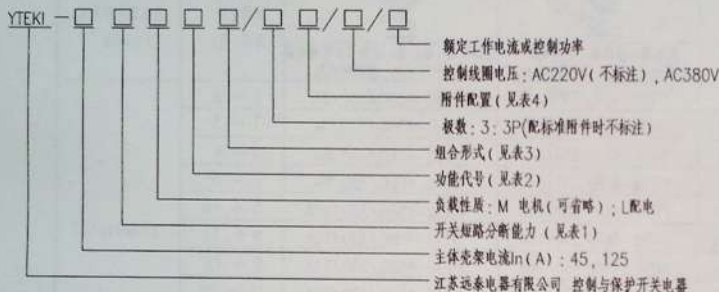 YTEKI-□ □ □ □ □/□ □/□/□
额定工作电流或控制功率
控制线圈电压：AC220V(不标注)，AC380V
附件配置(见表4)
极数：3：3P(配标准附件时不标注)
组合形式(见表3)
功能代号(见表2)
负载性质：M 电机(可省略)；L配电
开关短路分断能力(见表1)
主体壳架电流In(A)：45，125
江苏远泰电器有限公司 控制与保护开关电器